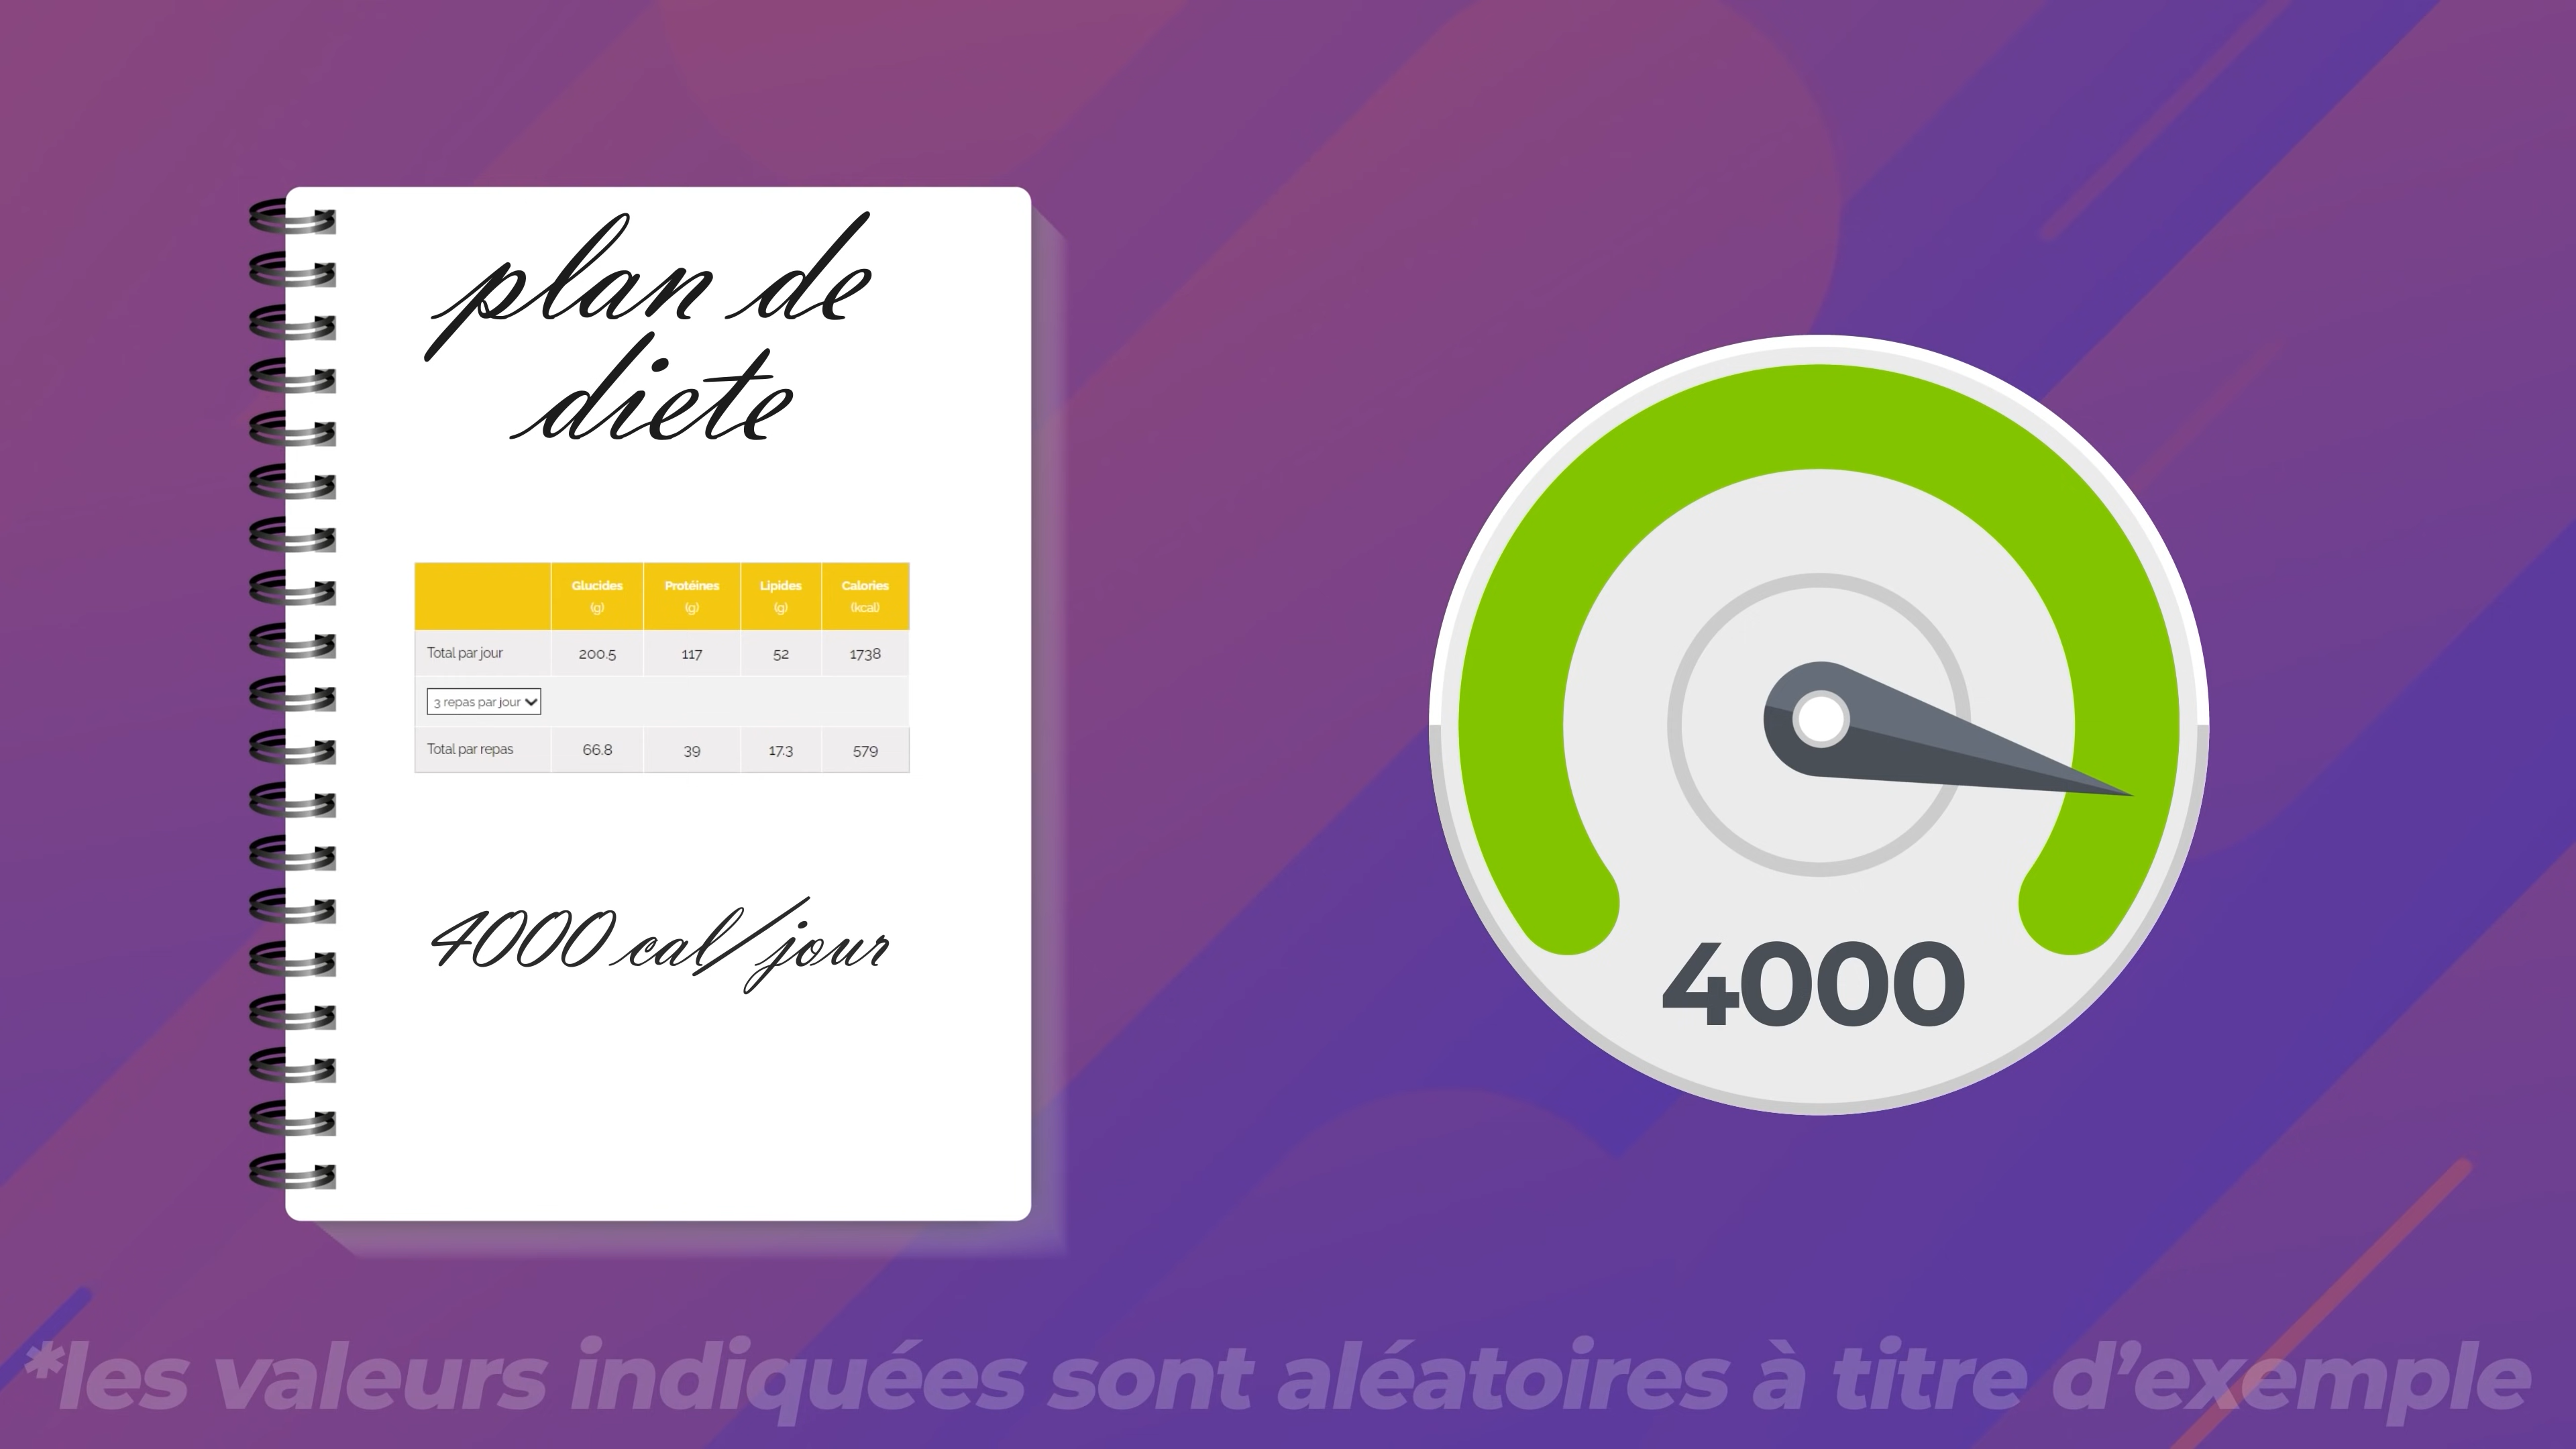 plan de
diete
Glucides Protéines Lipides Calories
(g) (g) (g) (kcal)
Total par jour 200.5 117 52 1738
3 repas par jour
Total par repas 66.8 39 17.3 579
4000 cal/jour
4000
*les valeurs indiquées sont aléatoires à titre d’exemple